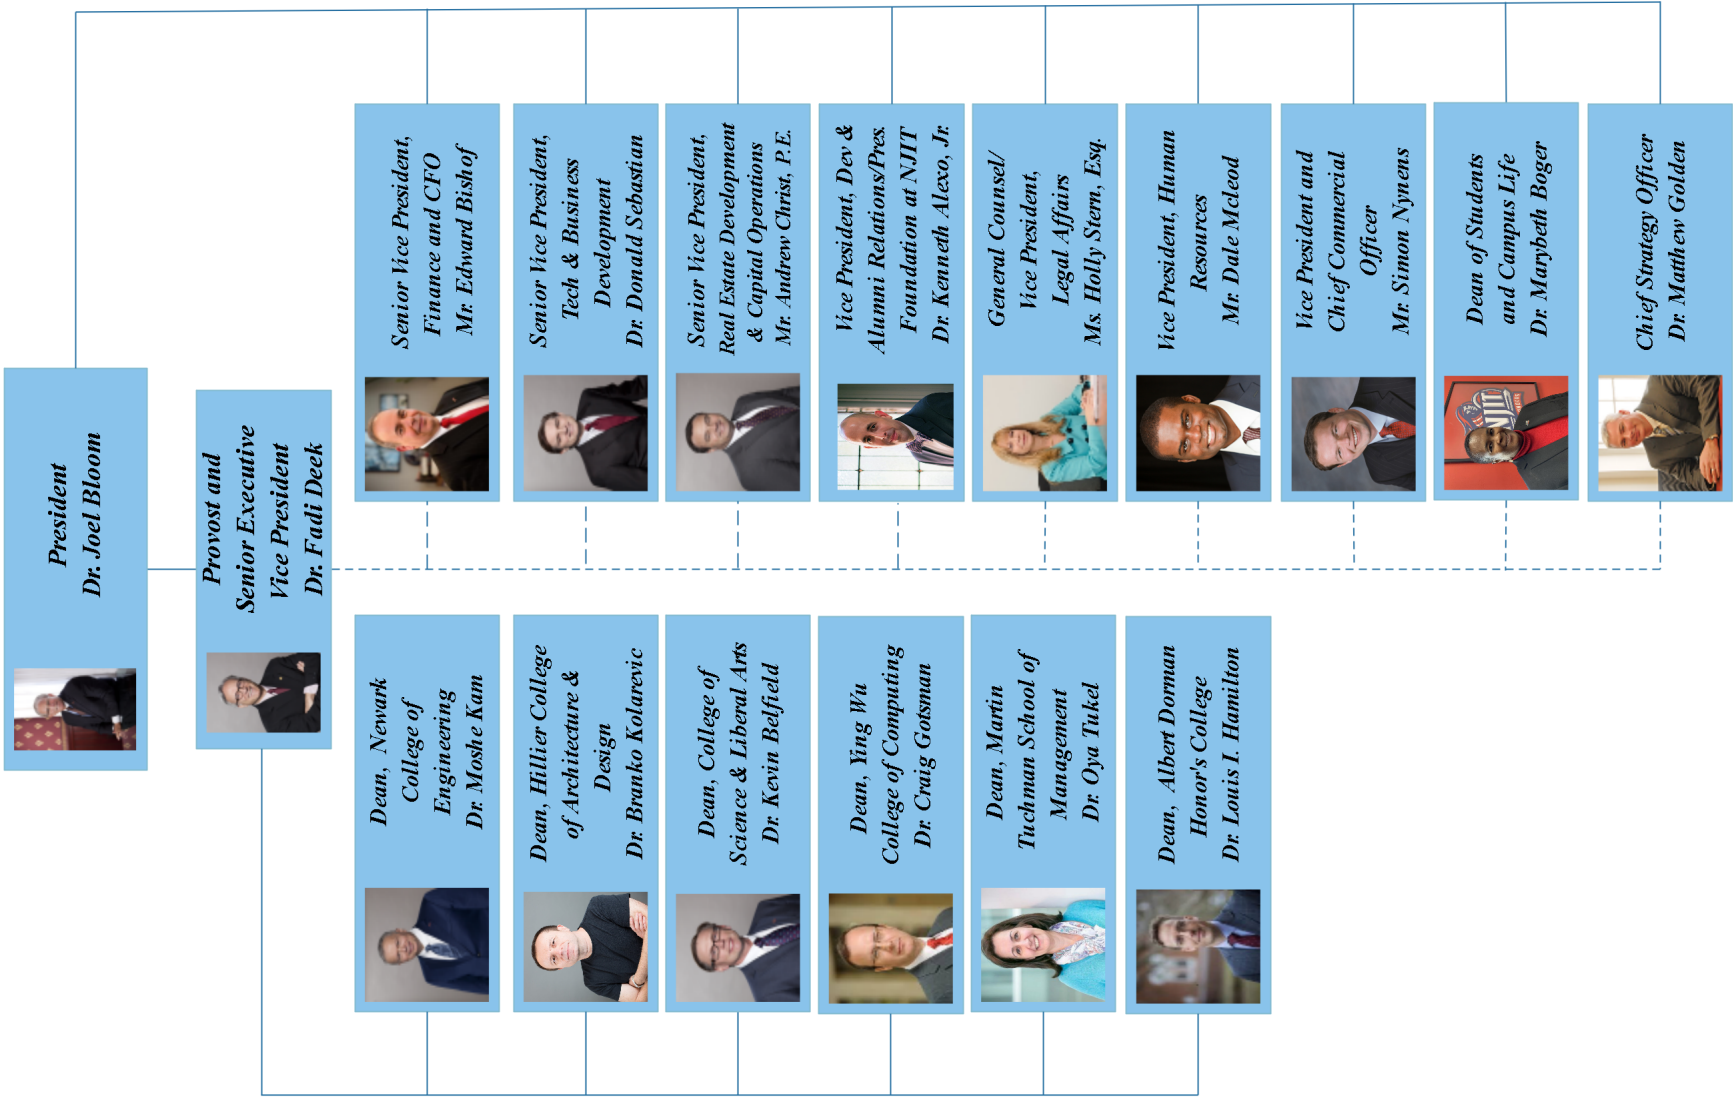 President
Dr. Joel Bloom
Provost and
Senior Executive
Vice President
Dr. Fadi Deek
Senior Vice President,
Finance and CFO
Mr. Edward Bishof
Senior Vice President,
Tech & Business
Development
Dr. Donald Sebastian
Senior Vice President,
Real Estate Development
& Capital Operations
Mr. Andrew Christ, P.E.
Vice President, Dev &
Alumni Relations/Pres.
Foundation at NJIT
Dr. Kenneth Alexo, Jr.
General Counsel/
Vice President,
Legal Affairs
Ms. Holly Stern, Esq.
Vice President, Human
Resources
Mr. Dale Mcleod
Vice President and
Chief Commercial
Officer
Mr. Simon Nymens
Dean of Students
and Campus Life
Dr. Marybeth Boger
NJIT
Chief Strategy Officer
Dr. Matthew Golden
Dean, Newark
College of
Engineering
Dr. Moshe Kam
Dean, Hillier College
of Architecture &
Design
Dr. Branko Kolarevic
Dean, College of
Science & Liberal Arts
Dr. Kevin Belfield
Dean, Ying Wu
College of Computing
Dr. Craig Gotsman
Dean, Martin
Tuchman School of
Management
Dr. Oya Tukel
Dean, Albert Dorman
Honor's College
Dr. Louis I. Hamilton